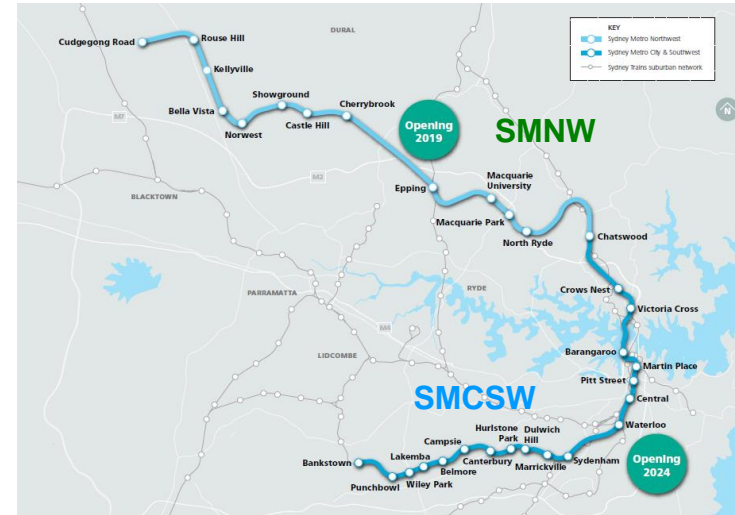 KEY
Sydney Metro Northwest
Sydney Metro City & Southwest
Sydney Trains suburban network
N
DURAL
Cudgegong Road
Rouse Hill
Kellyville
Bella Vista
Norwest
Showground
Castle Hill
Cherrybrook
Opening
2019
SMNW
M7
M2
BLACKTOWN
Epping
Macquarie
University
Macquarie Park
North Ryde
Chatswood
Crows Nest
RYDE
Victoria Cross
PARRAMATTA
M4
LIDCOMBE
Barangaroo
Martin Place
Pitt Street
SMCSW
Central
Waterloo
Hurlstone
Park
Dulwich
Hill
Campsie
Canterbury
Marrickville
Sydenham
Lakemba
Belmore
Bankstown
Punchbowl
Wiley Park
Opening
2024